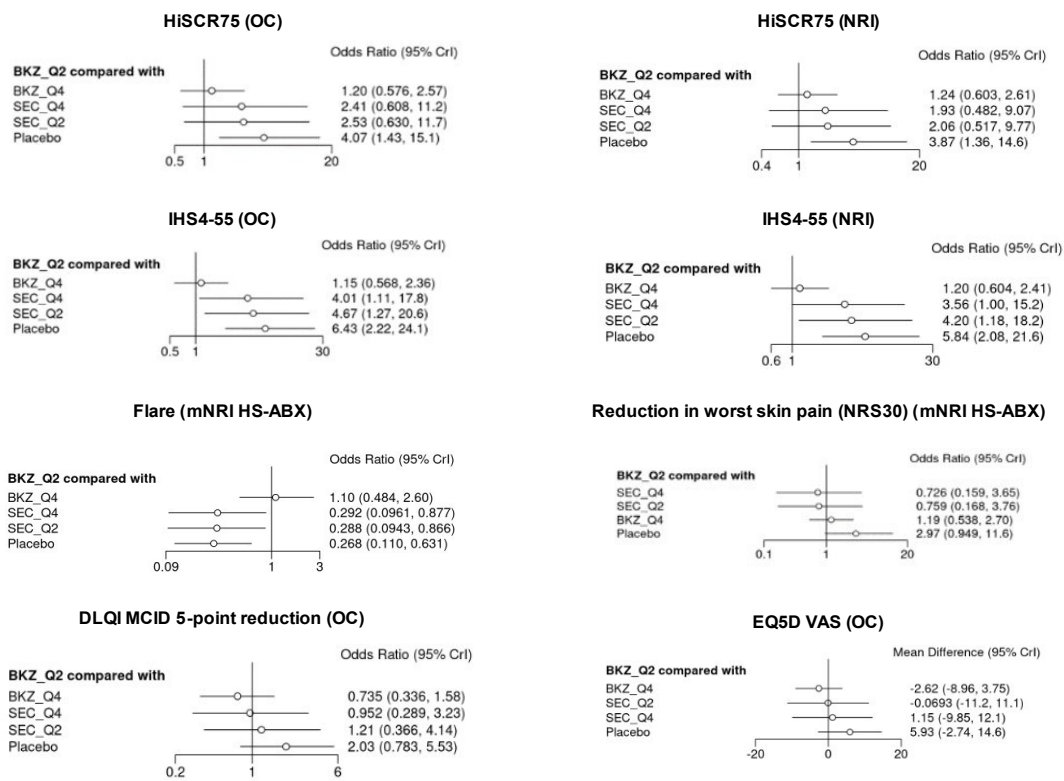 HiSCR75 (OC)
Odds Ratio (95% CrI)
BKZ_Q2 compared with
BKZ_Q4 1.20 (0.576, 2.57)
SEC_Q4 2.41 (0.608, 11.2)
SEC_Q2 2.53 (0.630, 11.7)
Placebo 4.07 (1.43, 15.1)
0.5 1 20
HiSCR75 (NRI)
Odds Ratio (95% CrI)
BKZ_Q2 compared with
BKZ_Q4 1.24 (0.603, 2.61)
SEC_Q4 1.93 (0.482, 9.07)
SEC_Q2 2.06 (0.517, 9.77)
Placebo 3.87 (1.36, 14.6)
0.4 1 20
IHS4-55 (OC)
Odds Ratio (95% CrI)
BKZ_Q2 compared with
BKZ_Q4 1.15 (0.568, 2.36)
SEC_Q4 4.01 (1.11, 17.8)
SEC_Q2 4.67 (1.27, 20.6)
Placebo 6.43 (2.22, 24.1)
0.5 1 30
IHS4-55 (NRI)
Odds Ratio (95% CrI)
BKZ_Q2 compared with
BKZ_Q4 1.20 (0.604, 2.41)
SEC_Q4 3.56 (1.00, 15.2)
SEC_Q2 4.20 (1.18, 18.2)
Placebo 5.84 (2.08, 21.6)
0.6 1 30
Flare (mNRI HS-ABX)
Odds Ratio (95% CrI)
BKZ_Q2 compared with
BKZ_Q4 1.10 (0.484, 2.60)
SEC_Q4 0.292 (0.0961, 0.877)
SEC_Q2 0.288 (0.0943, 0.866)
Placebo 0.268 (0.110, 0.631)
0.09 1 3
Reduction in worst skin pain (NRS30) (mNRI HS-ABX)
Odds Ratio (95% CrI)
BKZ_Q2 compared with
SEC_Q4 0.726 (0.159, 3.65)
SEC_Q2 0.759 (0.168, 3.76)
BKZ_Q4 1.19 (0.538, 2.70)
Placebo 2.97 (0.949, 11.6)
0.1 1 20
DLQI MCID 5-point reduction (OC)
Odds Ratio (95% CrI)
BKZ_Q2 compared with
BKZ_Q4 0.735 (0.336, 1.58)
SEC_Q4 0.952 (0.289, 3.23)
SEC_Q2 1.21 (0.366, 4.14)
Placebo 2.03 (0.783, 5.53)
0.2 1 6
EQ5D VAS (OC)
Mean Difference (95% CrI)
BKZ_Q2 compared with
BKZ_Q4 -2.62 (-8.96, 3.75)
SEC_Q2 -0.0693 (-11.2, 11.1)
SEC_Q4 1.15 (-9.85, 12.1)
Placebo 5.93 (-2.74, 14.6)
-20 0 20